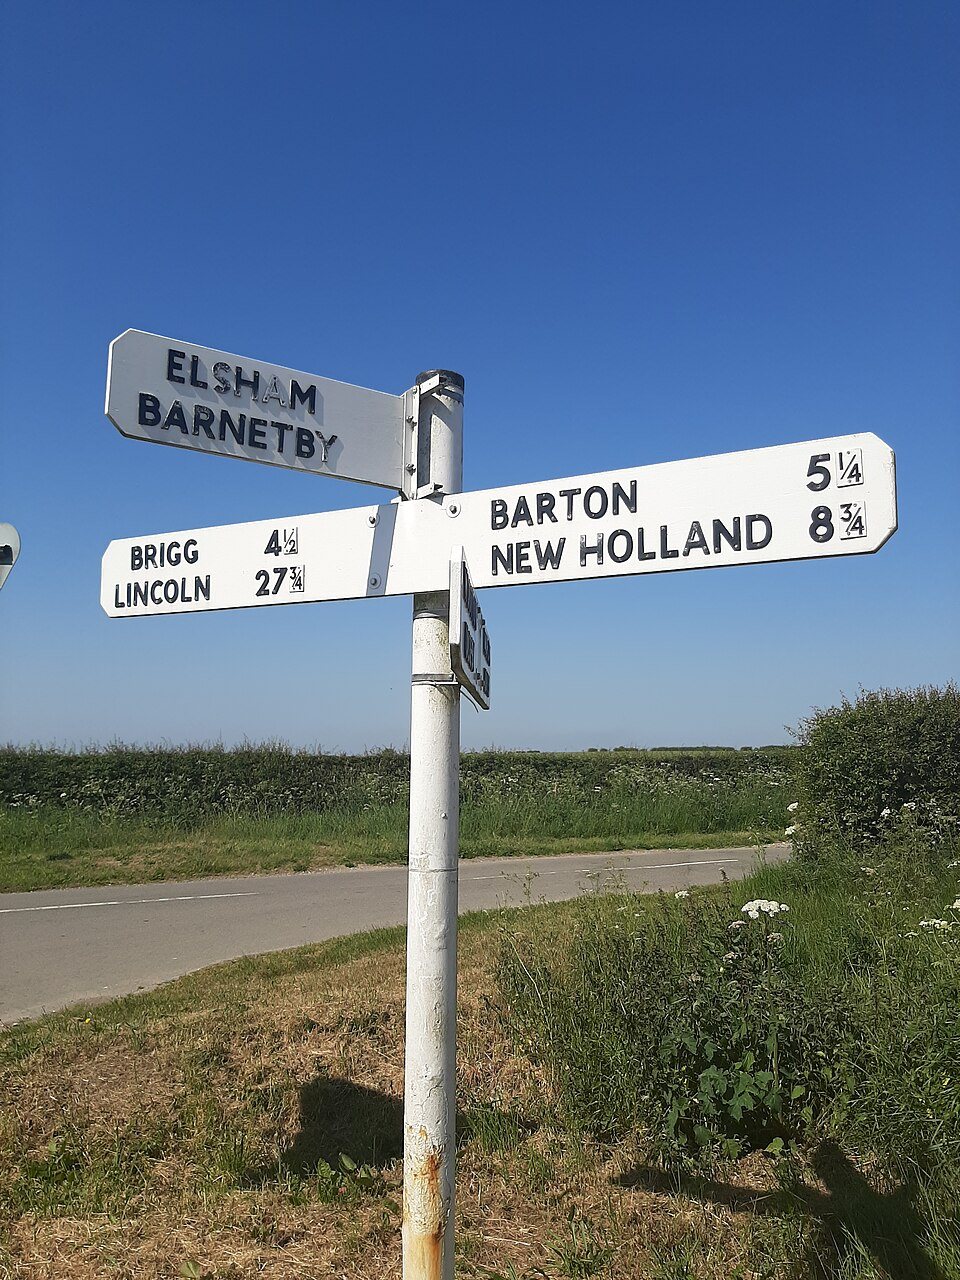 ELSHAM
BARNETBY
BRIGG 4½
LINCOLN 27¾
BARTON 5¼
NEW HOLLAND 8¾